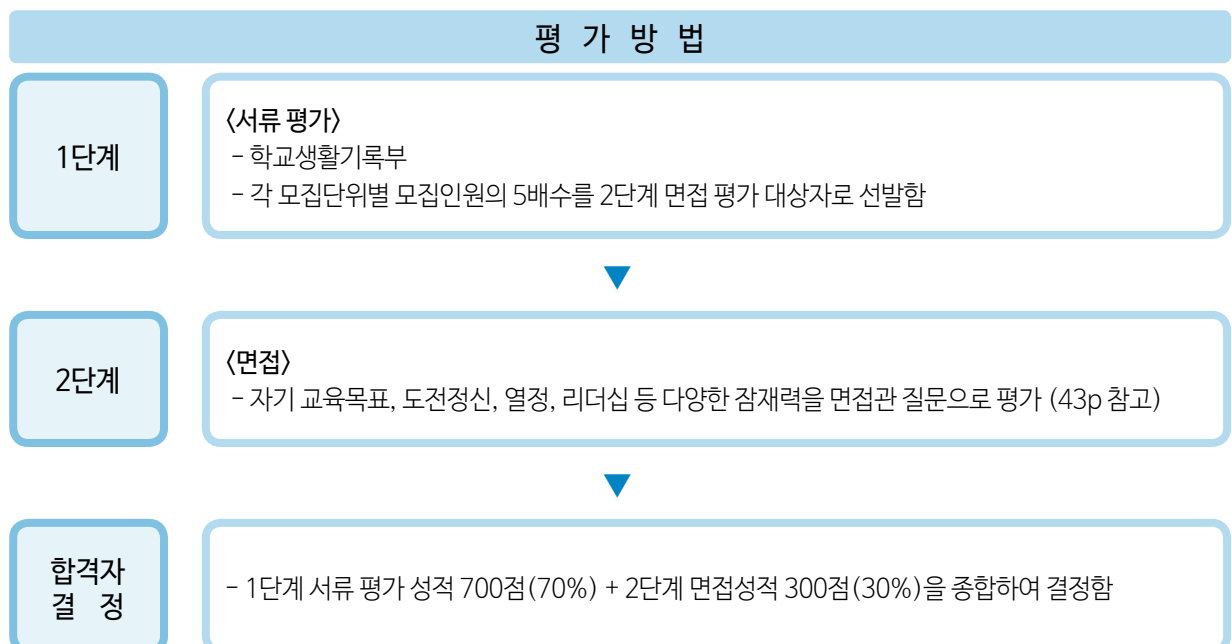 평 가 방 법
1단계
〈서류 평가〉
- 학교생활기록부
- 각 모집단위별 모집인원의 5배수를 2단계 면접 평가 대상자로 선발함
2단계
〈면접〉
- 자기 교육목표, 도전정신, 열정, 리더십 등 다양한 잠재력을 면접관 질문으로 평가 (43p 참고)
합격자
결 정
- 1단계 서류 평가 성적 700점(70%) + 2단계 면접성적 300점(30%)을 종합하여 결정함